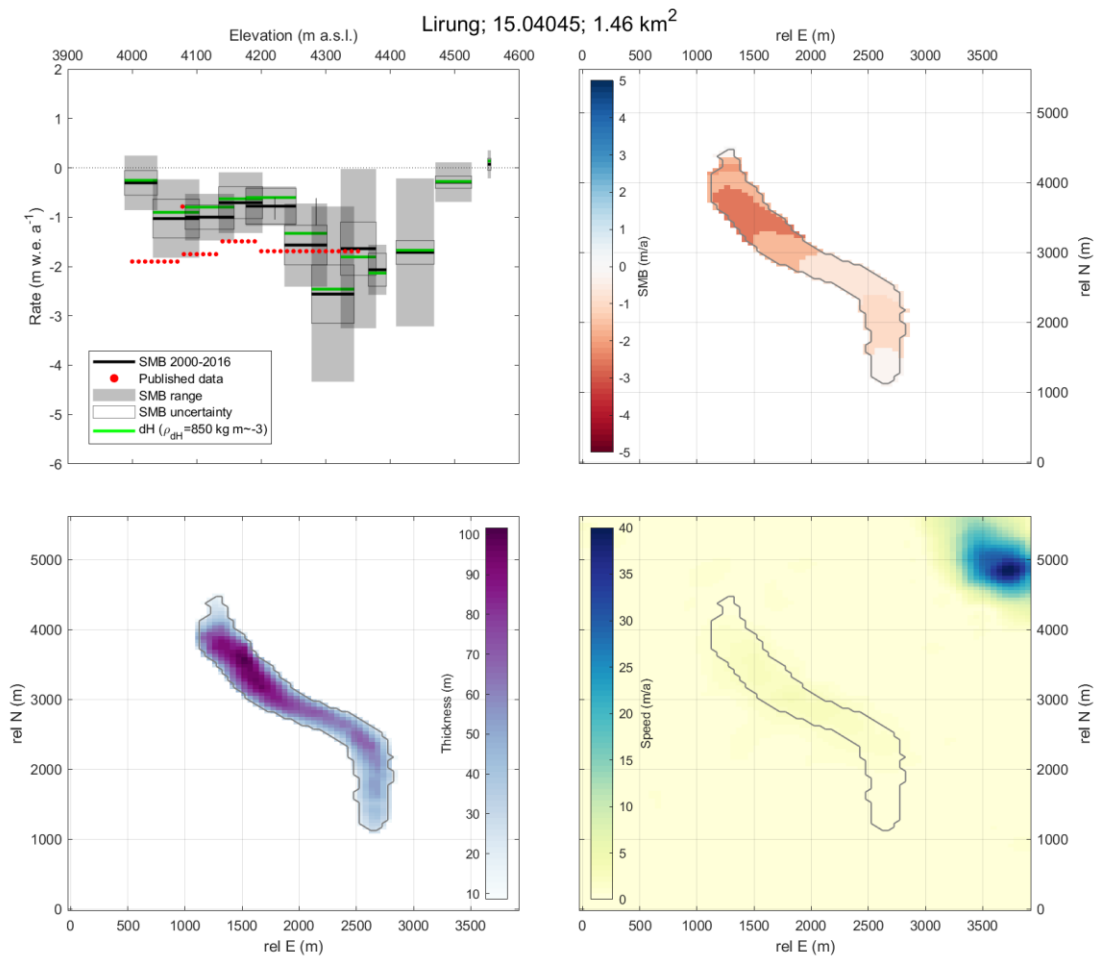 Lirung; 15.04045; 1.46 km²
Elevation (m a.s.l.)
3900 4000 4100 4200 4300 4400 4500 4600
2
1
0
-1
-2
-3
-4
-5
-6
Rate (m w.e. a⁻¹)
SMB 2000-2016
Published data
SMB range
SMB uncertainty
dH (ρdH=850 kg m~-3)
rel E (m)
0 500 1000 1500 2000 2500 3000 3500
5
4
3
2
1
0
-1
-2
-3
-4
-5
SMB (m/a)
5000
4000
3000
2000
1000
0
rel N (m)
5000
4000
3000
2000
1000
0
rel N (m)
100
90
80
70
60
50
40
30
20
10
Thickness (m)
0 500 1000 1500 2000 2500 3000 3500
rel E (m)
40
35
30
25
20
15
10
5
0
Speed (m/a)
5000
4000
3000
2000
1000
0
rel N (m)
0 500 1000 1500 2000 2500 3000 3500
rel E (m)